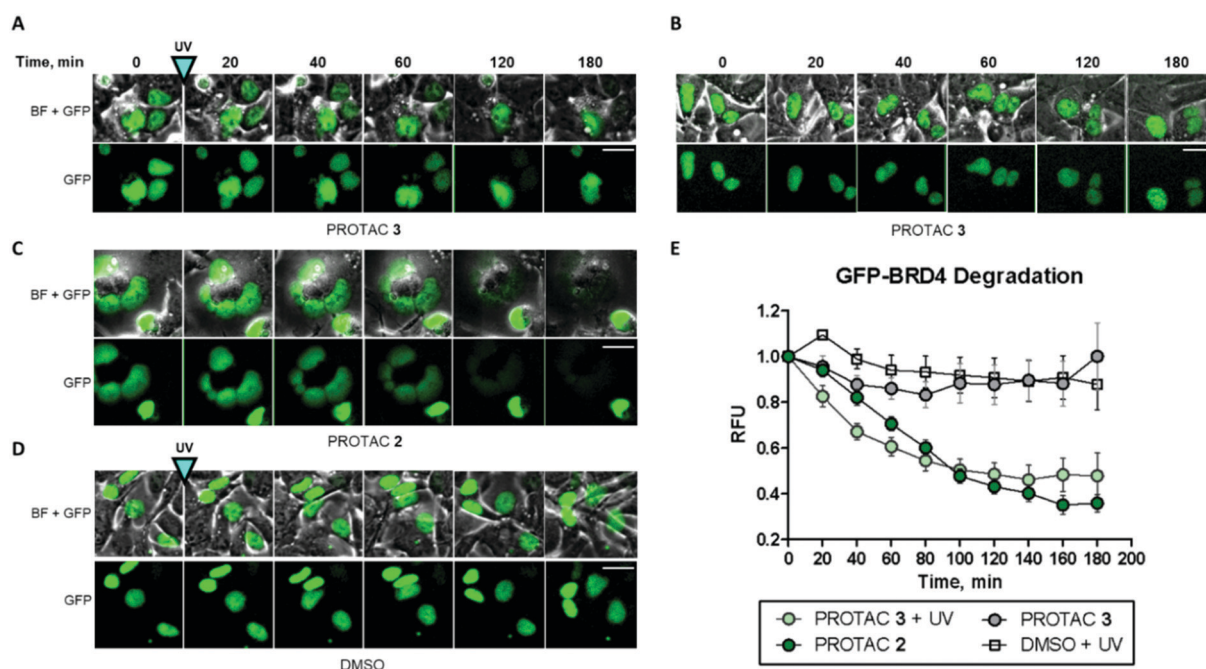 A
UV
Time, min 0 20 40 60 120 180
BF + GFP
GFP
PROTAC 3
B
0 20 40 60 120 180
PROTAC 3
C
BF + GFP
GFP
PROTAC 2
D
UV
BF + GFP
GFP
DMSO
E
GFP-BRD4 Degradation
1.2
1.0
0.8
0.6
0.4
0.2
RFU
0 20 40 60 80 100 120 140 160 180 200
Time, min
PROTAC 3 + UV PROTAC 3
PROTAC 2 DMSO + UV